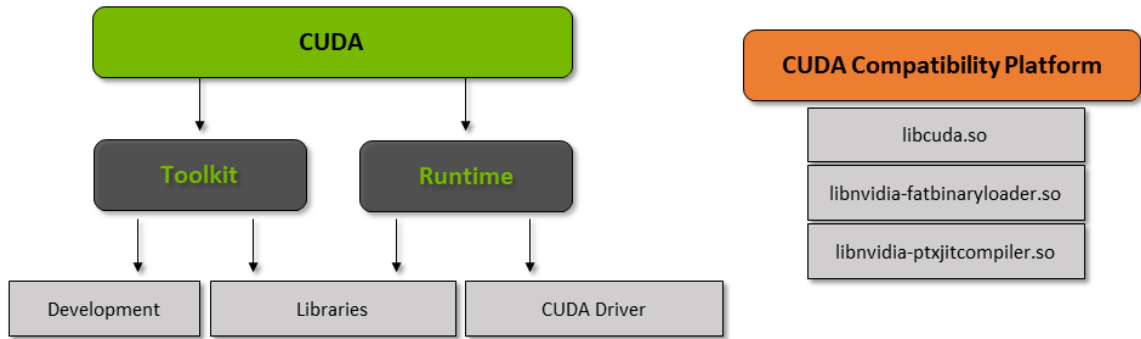 CUDA
Toolkit
Runtime
Development
Libraries
CUDA Driver
CUDA Compatibility Platform
libcuda.so
libnvidia-fatbinaryloader.so
libnvidia-ptxjitcompiler.so